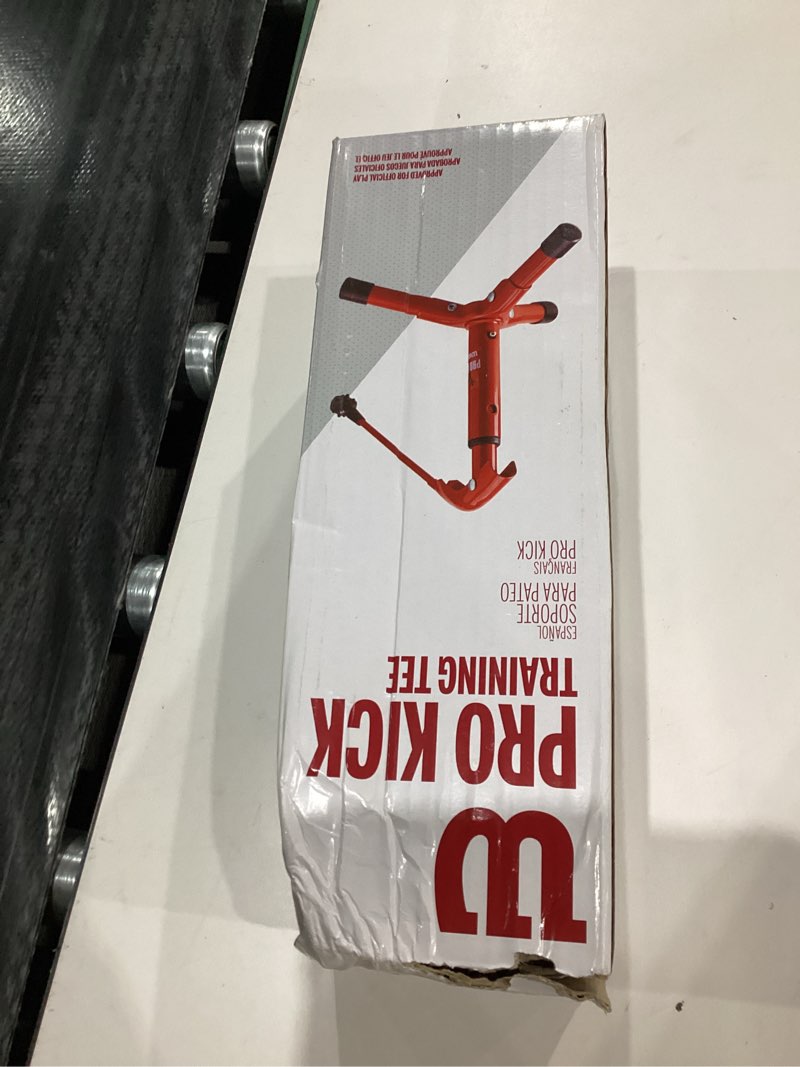 W
PRO KICK
TRAINING TEE
ESPAÑOL
SOPORTE
PARA PATEO
FRANÇAIS
PRO KICK
PRO
APPROVED FOR OFFICIAL PLAY
APROBADA PARA JUEGOS OFICIALES
APPROUVÉ POUR LE JEU